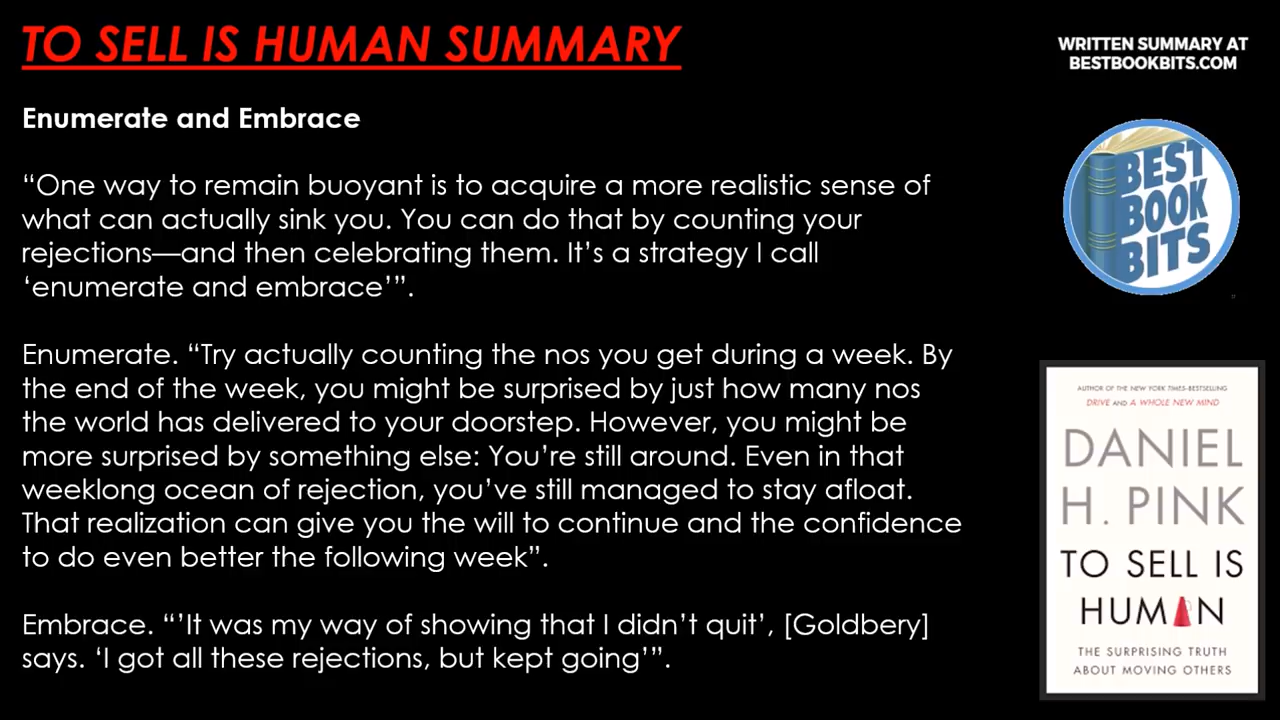 TO SELL IS HUMAN SUMMARY
WRITTEN SUMMARY AT
BESTBOOKBITS.COM
Enumerate and Embrace
“One way to remain buoyant is to acquire a more realistic sense of
what can actually sink you. You can do that by counting your
rejections—and then celebrating them. It’s a strategy I call
‘enumerate and embrace’”.
Enumerate. “Try actually counting the nos you get during a week. By
the end of the week, you might be surprised by just how many nos
the world has delivered to your doorstep. However, you might be
more surprised by something else: You’re still around. Even in that
weeklong ocean of rejection, you’ve still managed to stay afloat.
That realization can give you the will to continue and the confidence
to do even better the following week”.
Embrace. “’It was my way of showing that I didn’t quit’, [Goldbery]
says. ‘I got all these rejections, but kept going’”.
BEST
BOOK
BITS
AUTHOR OF THE NEW YORK TIMES-BESTSELLING
DRIVE AND A WHOLE NEW MIND
DANIEL
H. PINK
TO SELL IS
HUMAN
THE SURPRISING TRUTH
ABOUT MOVING OTHERS